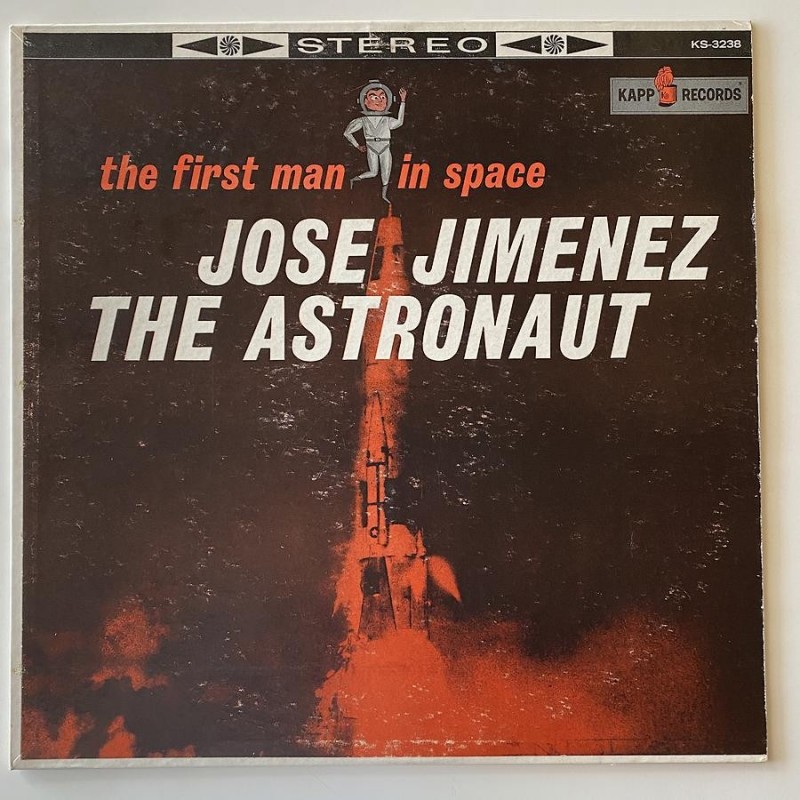 STEREO
KS-3238
KAPP RECORDS
the first man in space
JOSE JIMENEZ
THE ASTRONAUT